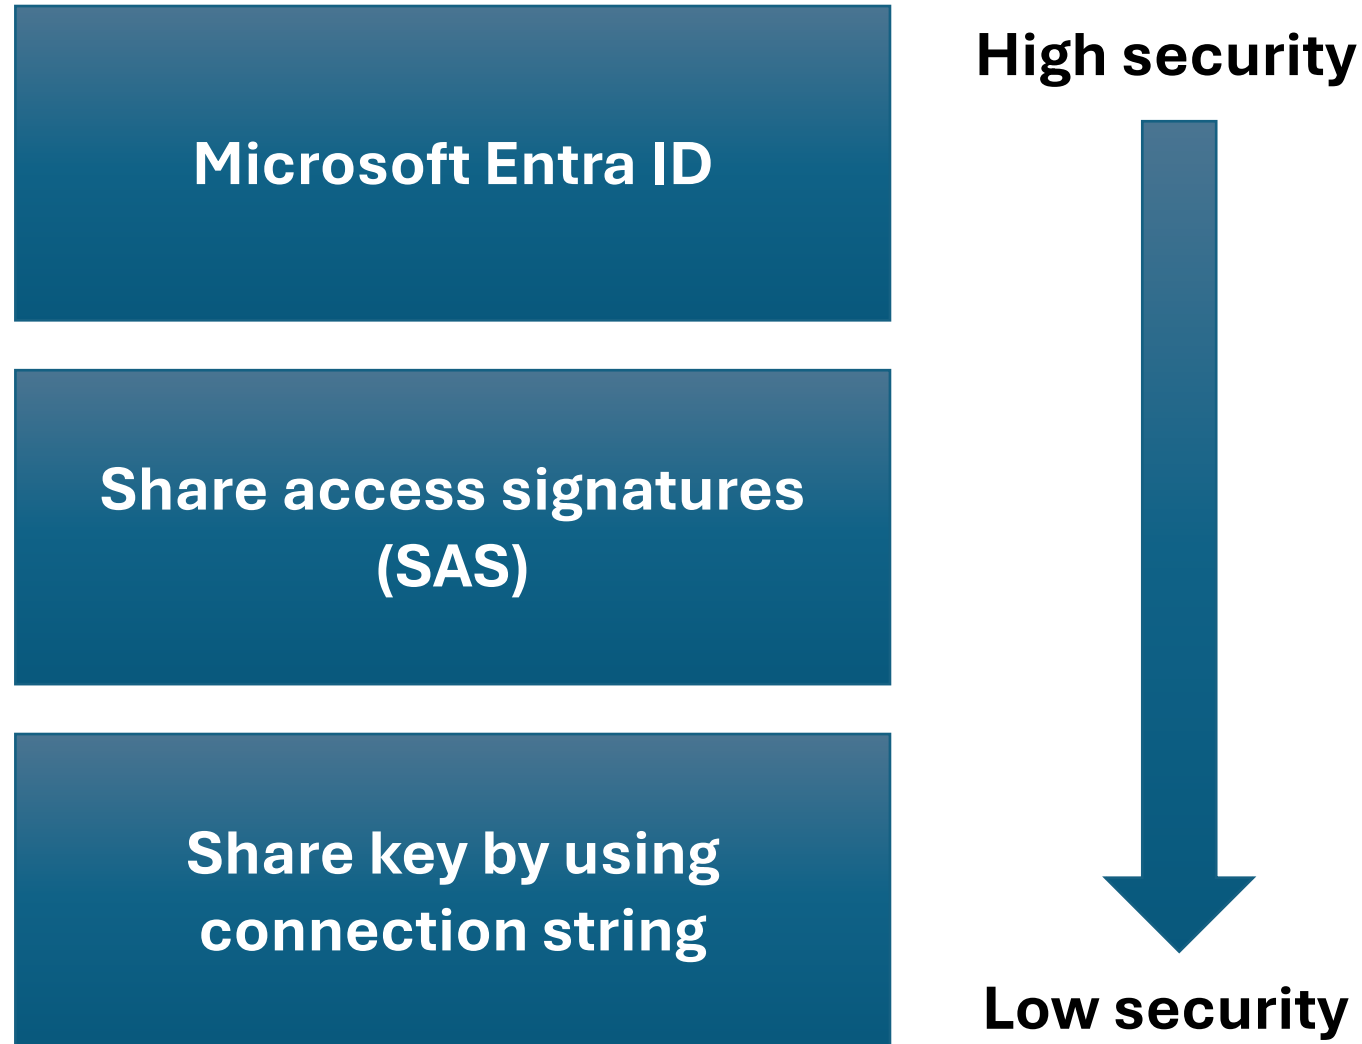 High security
Microsoft Entra ID
Share access signatures
(SAS)
Share key by using
connection string
Low security